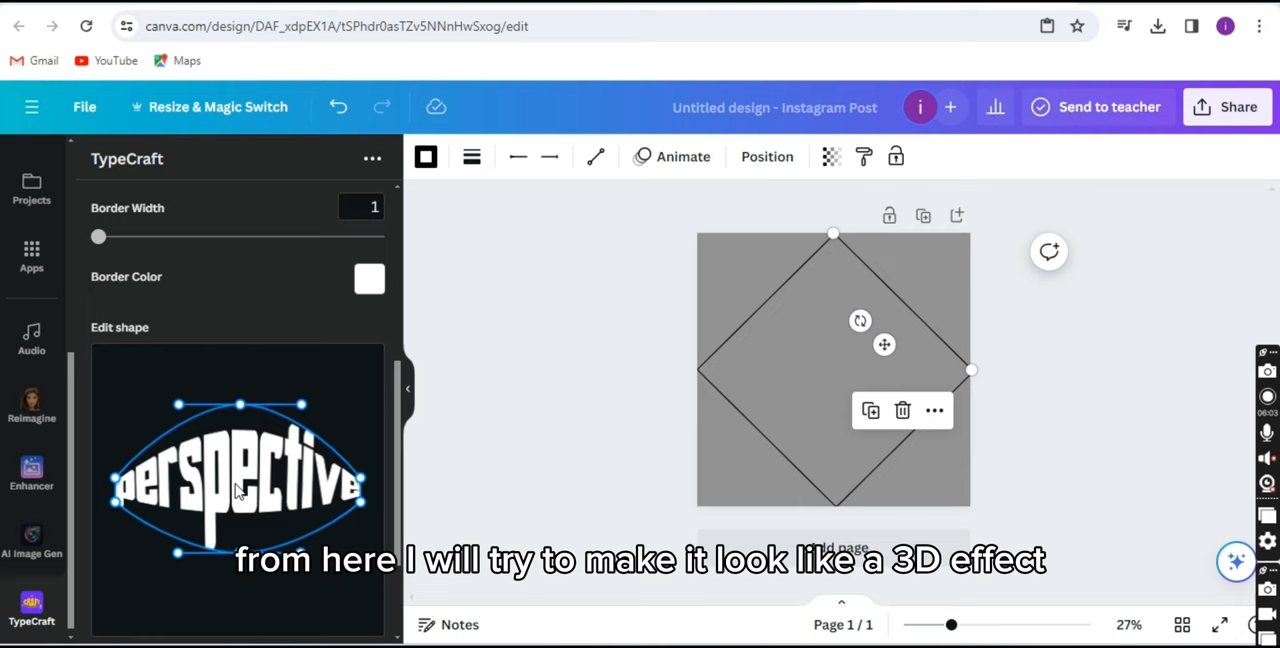 canva.com/design/DAF_xdpEX1A/tSPhdr0asTZv5NNnHwSxog/edit
i
Gmail
YouTube
Maps
File
Resize & Magic Switch
Untitled design - Instagram Post
i
Send to teacher
Share
Projects
Apps
Audio
Reimagine
Enhancer
AI Image Gen
TypeCraft
TypeCraft
Border Width
1
Border Color
Edit shape
perspective
Animate
Position
06:03
from here I will try to make it look like a 3D effect
Notes
Page 1 / 1
27%